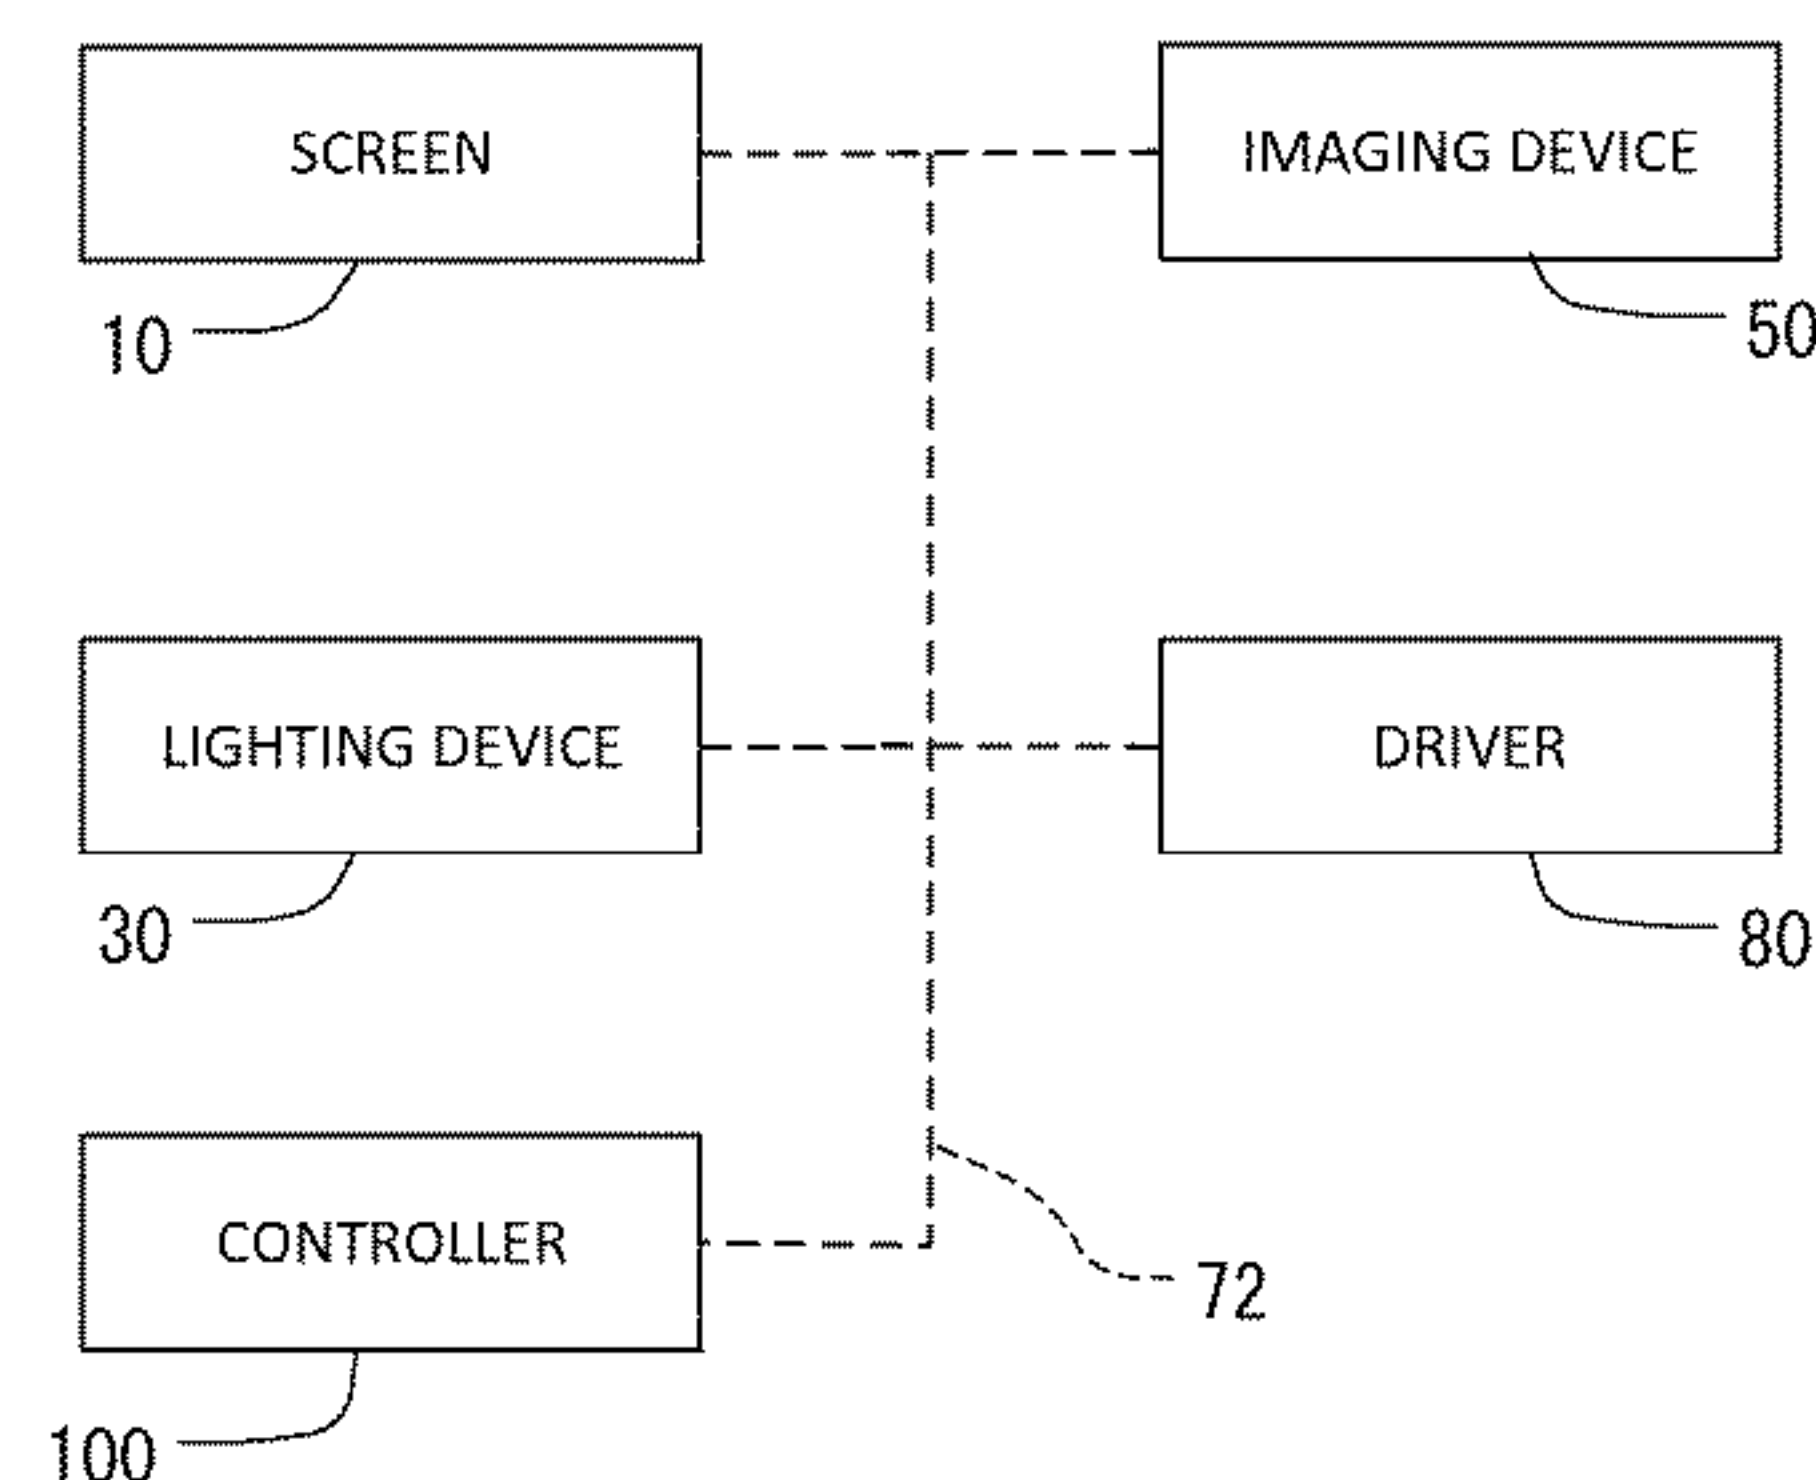 SCREEN
IMAGING DEVICE
10
50
LIGHTING DEVICE
DRIVER
30
80
CONTROLLER
72
100